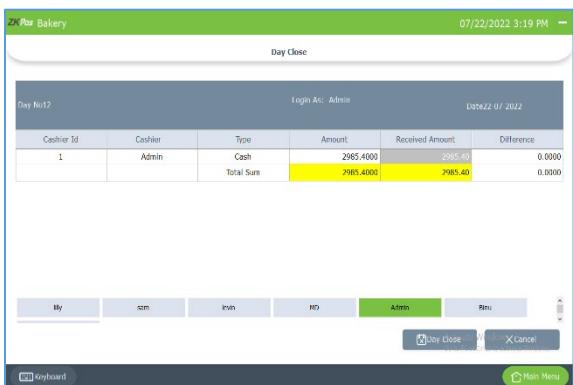 ZKPos Bakery 07/22/2022 3:19 PM
Day Close
Day No12 Login As: Admin Date22-07-2022
Cashier Id Cashier Type Amount Received Amount Difference
1 Admin Cash 2985.4000 2985.40 0.0000
Total Sum 2985.4000 2985.40 0.0000
lily sam levin MD Admin Binu
Day Close Cancel
Keyboard Main Menu